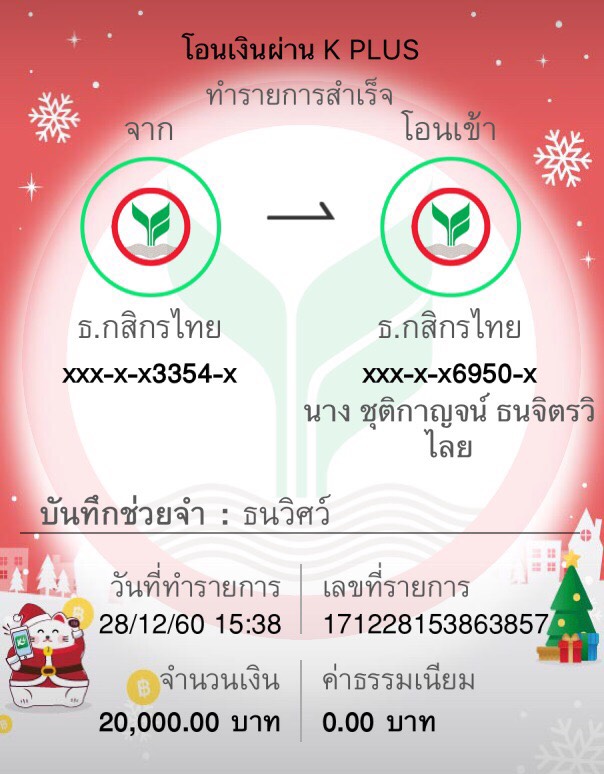 โอนเงินผ่าน K PLUS
ทำรายการสำเร็จ
จาก
โอนเข้า
ธ.กสิกรไทย
ธ.กสิกรไทย
xxx-x-x3354-x
xxx-x-x6950-x
นาง ชุติกาญจน์ ธนจิตรวิ
ไลย
บันทึกช่วยจำ : ธนวิศว์
วันที่ทำรายการ
เลขที่รายการ
28/12/60 15:38
171228153863857
จำนวนเงิน
ค่าธรรมเนียม
20,000.00 บาท
0.00 บาท